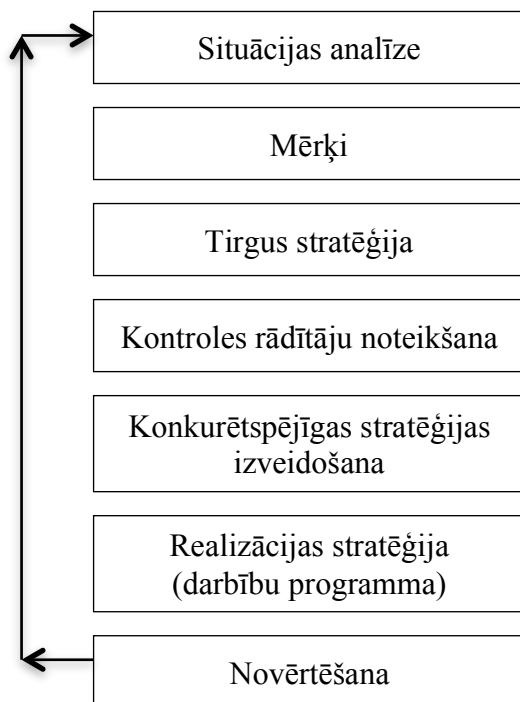 Situācijas analīze
Mērķi
Tirgus stratēģija
Kontroles rādītāju noteikšana
Konkurētspējīgas stratēģijas
izveidošana
Realizācijas stratēģija
(darbību programma)
Novērtēšana